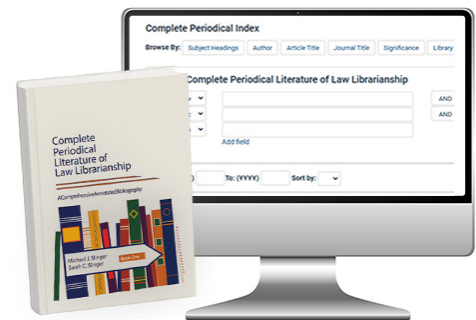 Complete Periodical Index
Browse By: Subject Headings Author Article Title Journal Title Significance Library
Complete Periodical Literature of Law Librarianship
AND
AND
Add field
To: (YYYY) Sort by:
Complete
Periodical
Literature of
Law Librarianship
A Comprehensive Annotated Bibliography
Michael J. Slinger
Sarah C. Slinger
Book One